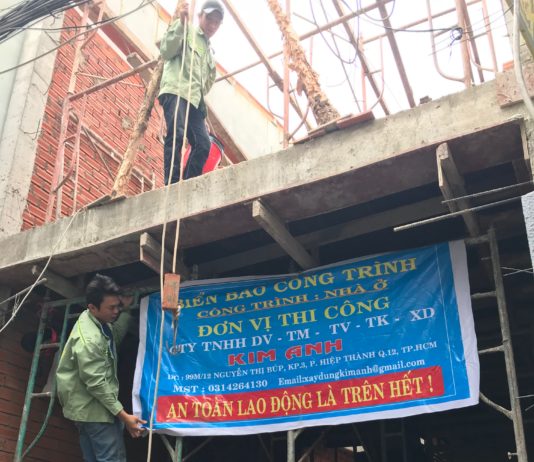 BIỂN BÁO CÔNG TRÌNH
CÔNG TRÌNH : NHÀ Ở
ĐƠN VỊ THI CÔNG
CTY TNHH DV - TM - TV - TK - XD
KIM ANH
ĐC : 99M/12 NGUYỄN THỊ BÚP, KP.3, P. HIỆP THÀNH Q.12, TP.HCM
MST : 0314264130 Email:xaydungkimanh@gmail.com
AN TOÀN LAO ĐỘNG LÀ TRÊN HẾT !